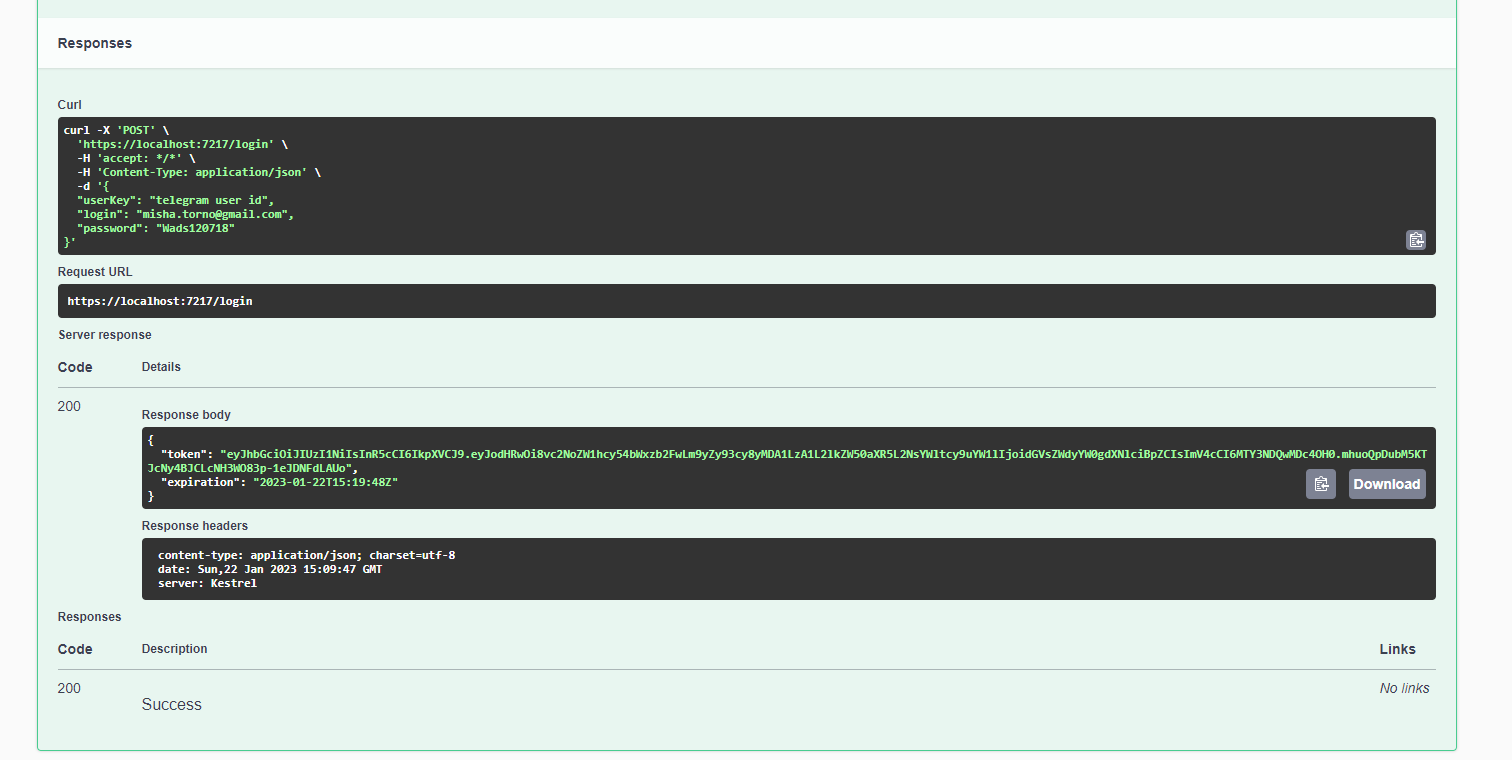 Responses
Curl
curl -X 'POST' \
'https://localhost:7217/login' \
-H 'accept: */*' \
-H 'Content-Type: application/json' \
-d '{
"userKey": "telegram user id",
"login": "misha.torno@gmail.com",
"password": "Wads120718"
}'
Request URL
https://localhost:7217/login
Server response
Code Details
200
Response body
{
"token": "eyJhbGciOiJIUzI1NiIsInR5cCI6IkpXVCJ9.eyJodHRwOi8vc2NoZW1hcy54bWxzb2FwLm9yZy93cy8yMDA1LzA1L2lkZW50aXR5L2NsYWltcy9uYW1lIjoidGVsZWdyYW0gdXNlciBpZCIsImV4cCI6MTY3NDQwMDc4OH0.mhuoQpDubM5KT
JcNy4BJCLcNH3WO83p-1eJDNFdLAUo",
"expiration": "2023-01-22T15:19:48Z"
}
Download
Response headers
content-type: application/json; charset=utf-8
date: Sun,22 Jan 2023 15:09:47 GMT
server: Kestrel
Responses
Code Description Links
200 Success No links